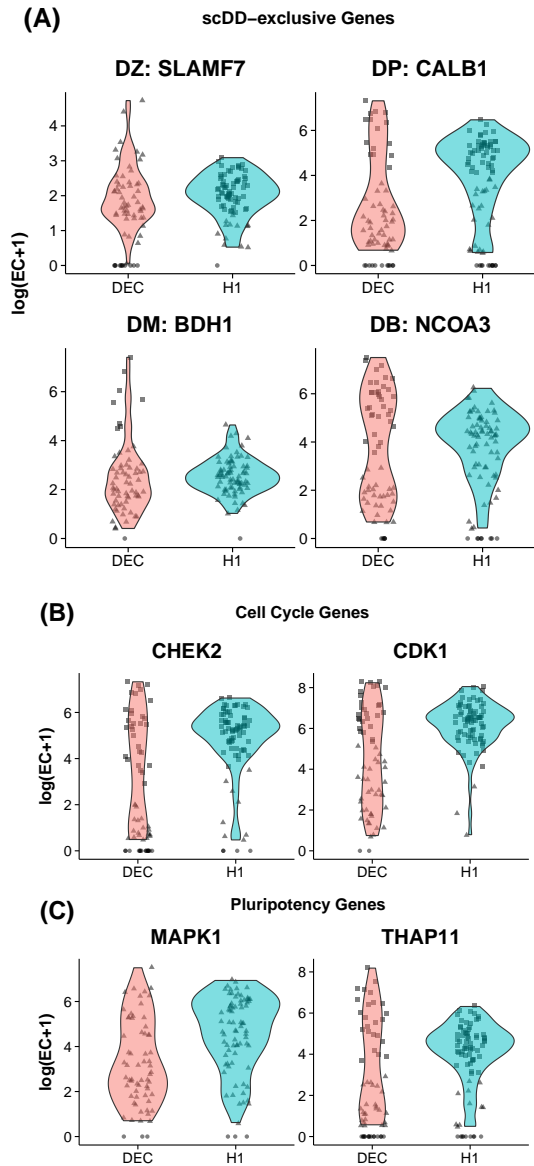 (A) scDD–exclusive Genes
DZ: SLAMF7 DP: CALB1
log(EC+1)
4 3 2 1 0
6 4 2 0
DEC H1 DEC H1
DM: BDH1 DB: NCOA3
6 4 2 0
6 4 2 0
DEC H1 DEC H1
(B) Cell Cycle Genes
CHEK2 CDK1
log(EC+1)
6 4 2 0
8 6 4 2 0
DEC H1 DEC H1
(C) Pluripotency Genes
MAPK1 THAP11
log(EC+1)
6 4 2 0
8 6 4 2 0
DEC H1 DEC H1